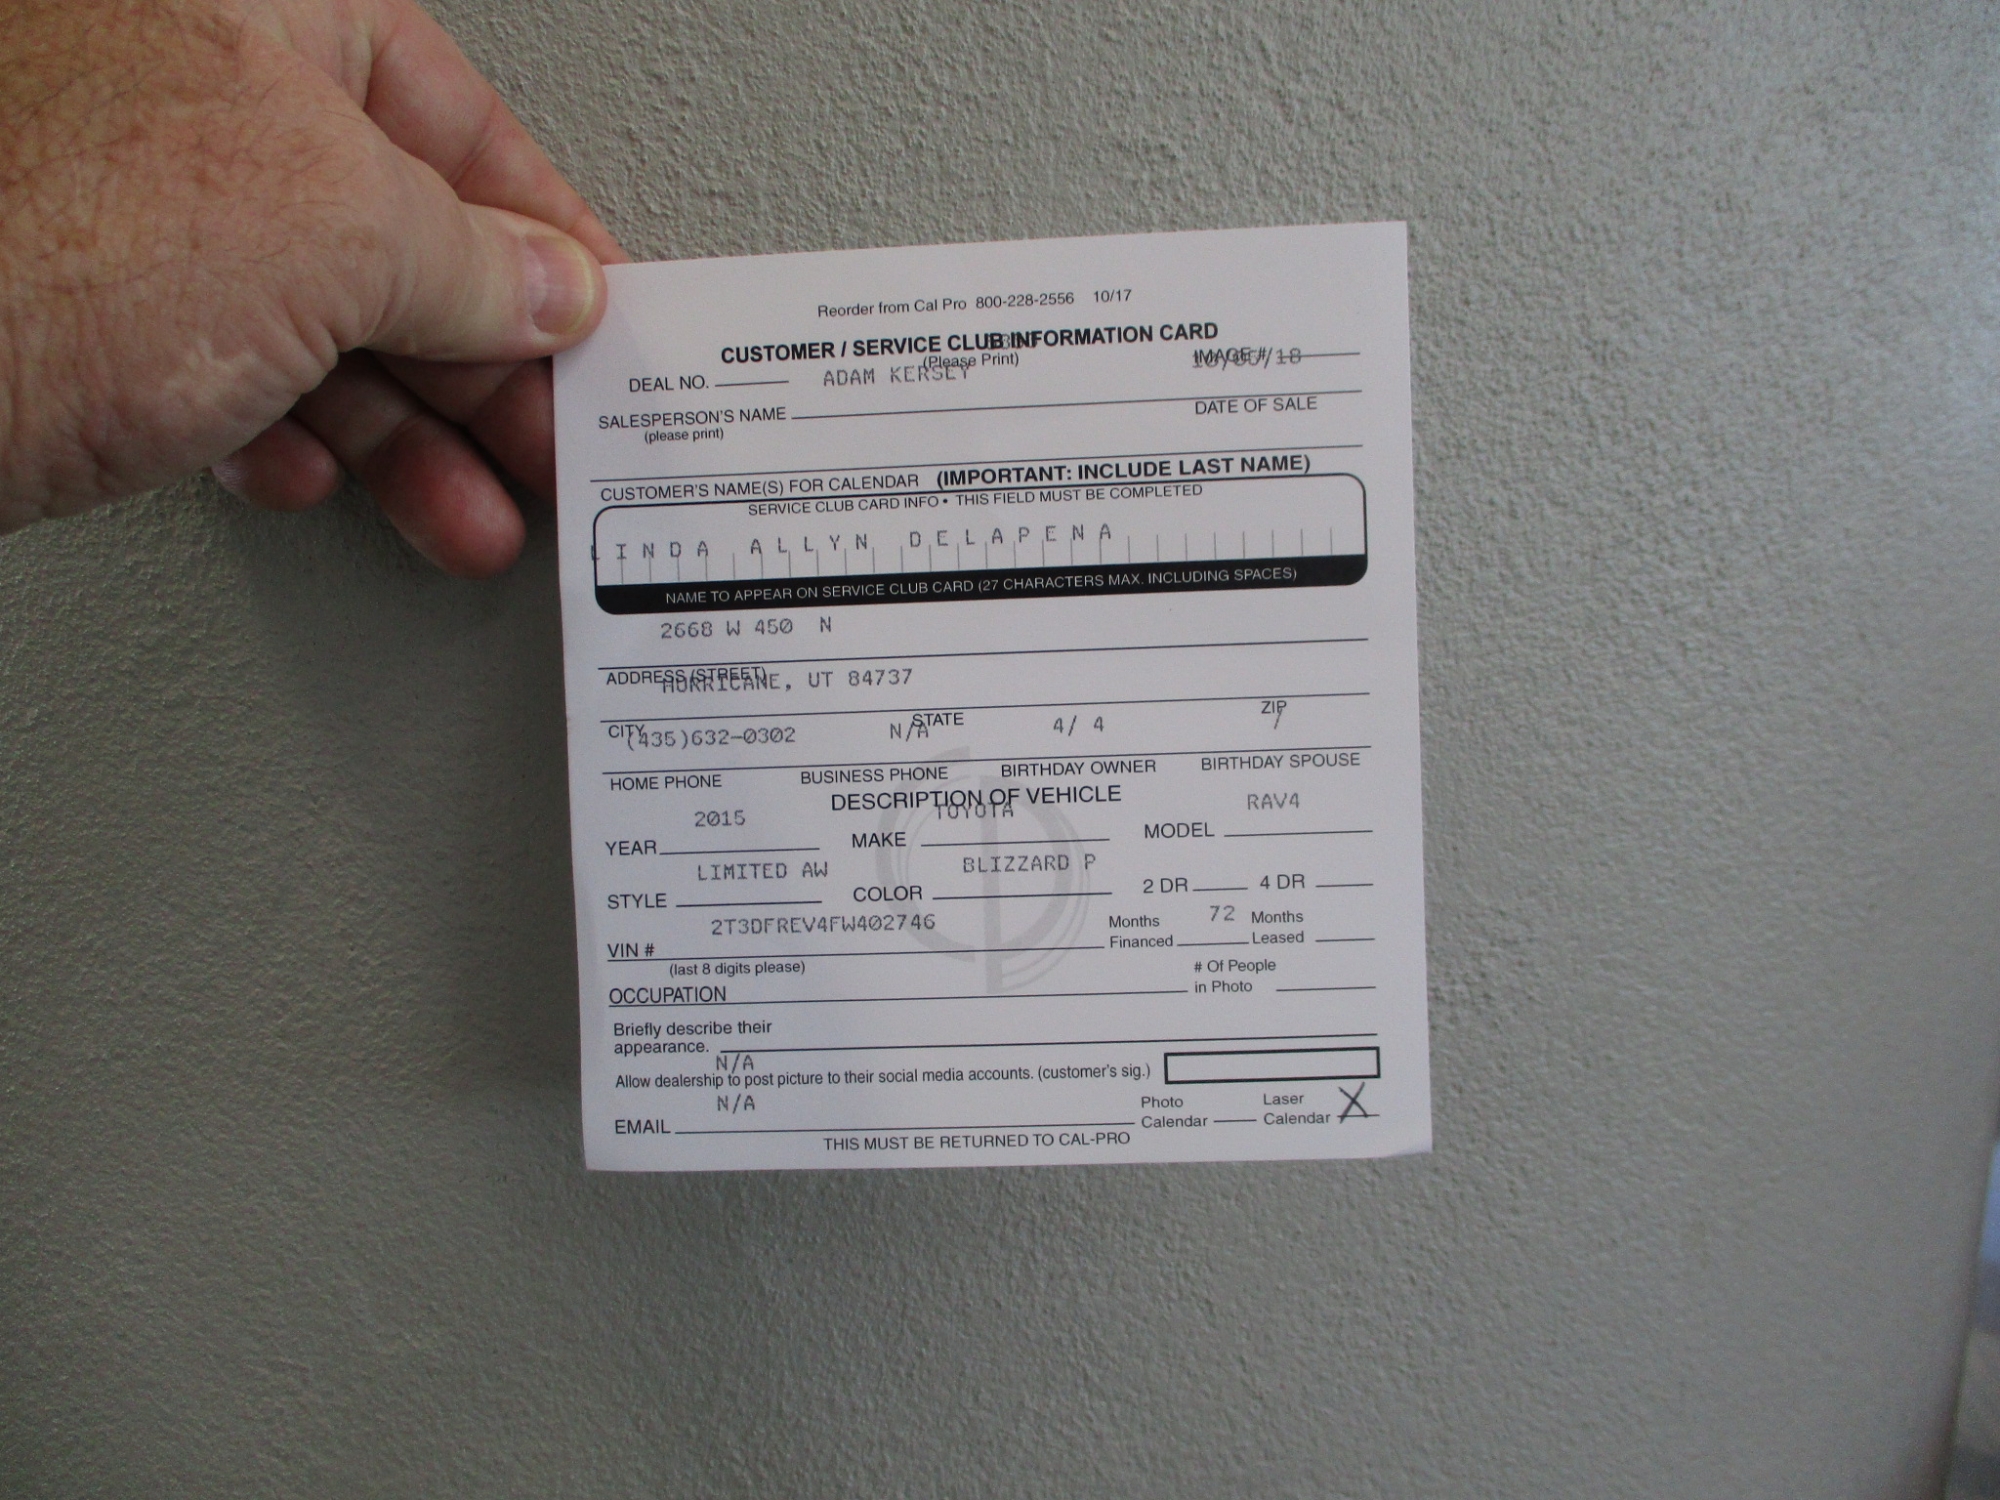 Reorder from Cal Pro 800-228-2556 10/17
CUSTOMER / SERVICE CLUB INFORMATION CARD
(Please Print)
IMAGE #
DEAL NO. ADAM KERSEY /18
SALESPERSON'S NAME DATE OF SALE
(please print)
CUSTOMER'S NAME(S) FOR CALENDAR (IMPORTANT: INCLUDE LAST NAME)
SERVICE CLUB CARD INFO • THIS FIELD MUST BE COMPLETED
LINDA ALLYN DELAPENA
NAME TO APPEAR ON SERVICE CLUB CARD (27 CHARACTERS MAX. INCLUDING SPACES)
2668 W 450 N
ADDRESS (STREET)
HURRICANE, UT 84737
CITY STATE ZIP
(435)632-0302 N/A 4/ 4 /
HOME PHONE BUSINESS PHONE BIRTHDAY OWNER BIRTHDAY SPOUSE
DESCRIPTION OF VEHICLE
2015 TOYOTA RAV4
YEAR MAKE MODEL
LIMITED AW BLIZZARD P
STYLE COLOR 2 DR 4 DR
2T3DFREV4FW402746 Months 72 Months
VIN # Financed Leased
(last 8 digits please) # Of People
OCCUPATION in Photo
Briefly describe their
appearance.
N/A
Allow dealership to post picture to their social media accounts. (customer's sig.)
N/A Photo Laser
EMAIL Calendar Calendar X
THIS MUST BE RETURNED TO CAL-PRO